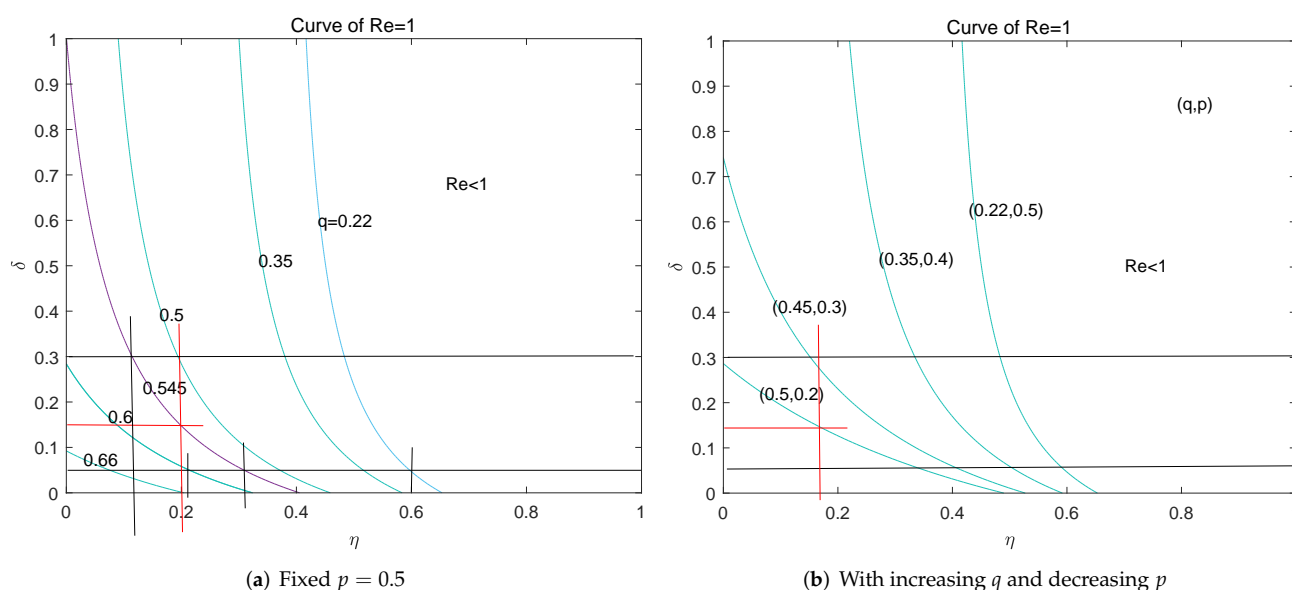 Curve of Re=1
1
0.9
0.8
0.7
0.6
0.5
0.4
0.3
0.2
0.1
0
δ
Re<1
q=0.22
0.35
0.5
0.545
0.6
0.66
0 0.2 0.4 0.6 0.8 1
η
(a) Fixed p = 0.5
Curve of Re=1
1
0.9
0.8
0.7
0.6
0.5
0.4
0.3
0.2
0.1
0
δ
(q,p)
(0.22,0.5)
(0.35,0.4)
Re<1
(0.45,0.3)
(0.5,0.2)
0 0.2 0.4 0.6 0.8
η
(b) With increasing q and decreasing p